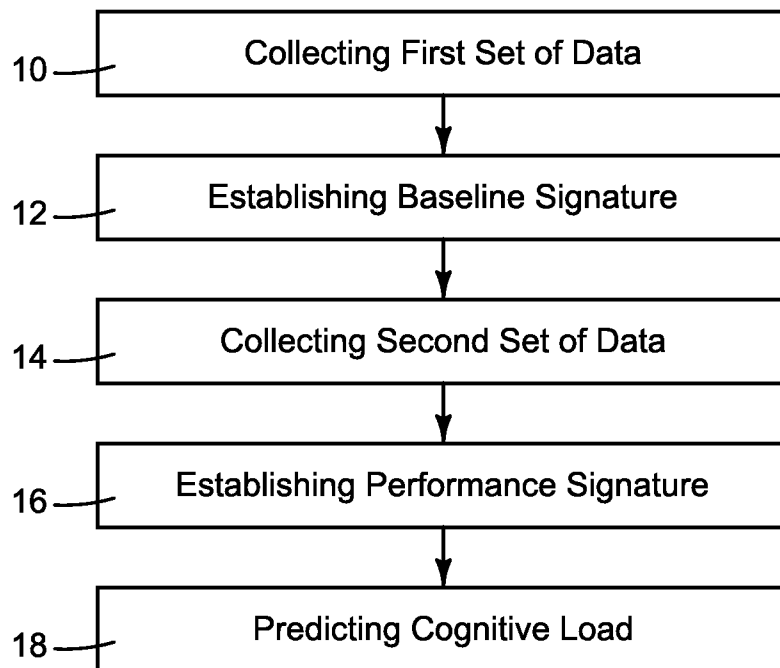 10 Collecting First Set of Data
12 Establishing Baseline Signature
14 Collecting Second Set of Data
16 Establishing Performance Signature
18 Predicting Cognitive Load